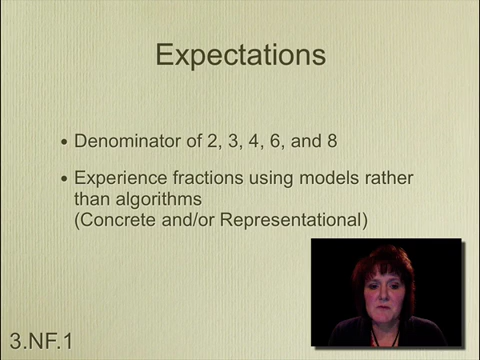 Expectations
• Denominator of 2, 3, 4, 6, and 8
• Experience fractions using models rather
than algorithms
(Concrete and/or Representational)
3.NF.1